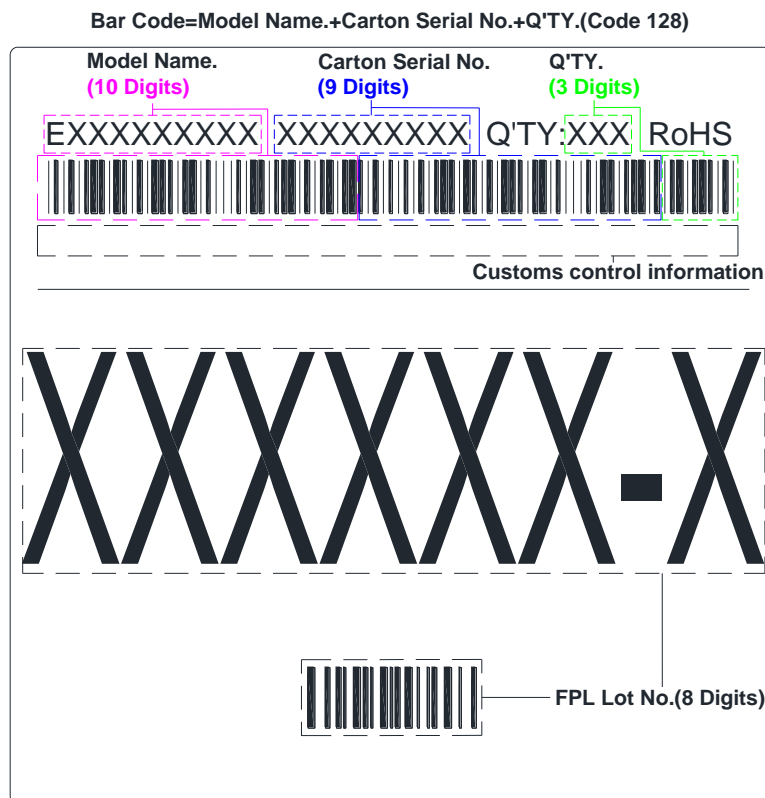 Bar Code=Model Name.+Carton Serial No.+Q'TY.(Code 128)
Model Name. Carton Serial No. Q'TY.
(10 Digits) (9 Digits) (3 Digits)
EXXXXXXXXX XXXXXXXXX Q'TY:XXX RoHS
Customs control information
XXXXXX-X
FPL Lot No.(8 Digits)